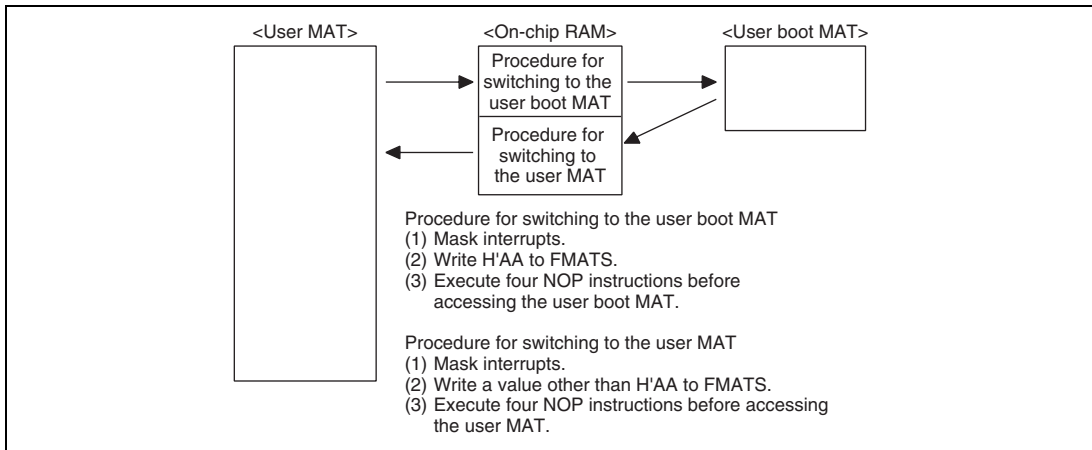 <User MAT>
<On-chip RAM>
<User boot MAT>
Procedure for
switching to the
user boot MAT
Procedure for
switching to
the user MAT
Procedure for switching to the user boot MAT
(1) Mask interrupts.
(2) Write H'AA to FMATS.
(3) Execute four NOP instructions before
accessing the user boot MAT.
Procedure for switching to the user MAT
(1) Mask interrupts.
(2) Write a value other than H'AA to FMATS.
(3) Execute four NOP instructions before accessing
the user MAT.